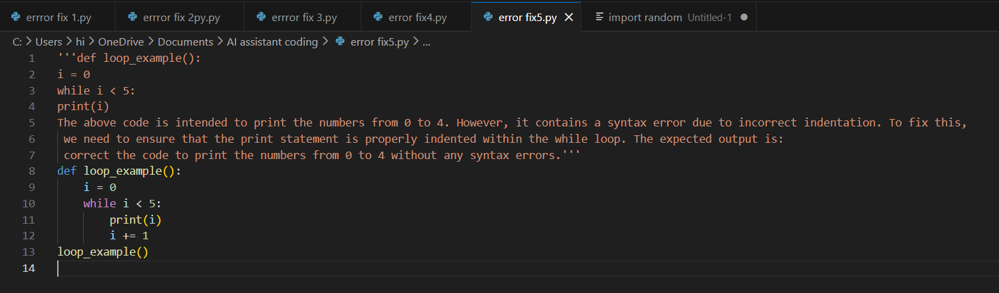 errror fix 1.py errror fix 2py.py errror fix 3.py error fix4.py error fix5.py import random Untitled-1
C: > Users > hi > OneDrive > Documents > AI assistant coding > error fix5.py > ...
1 '''def loop_example():
2 i = 0
3 while i < 5:
4 print(i)
5 The above code is intended to print the numbers from 0 to 4. However, it contains a syntax error due to incorrect indentation. To fix this,
6  we need to ensure that the print statement is properly indented within the while loop. The expected output is:
7  correct the code to print the numbers from 0 to 4 without any syntax errors.'''
8 def loop_example():
9     i = 0
10     while i < 5:
11         print(i)
12         i += 1
13 loop_example()
14